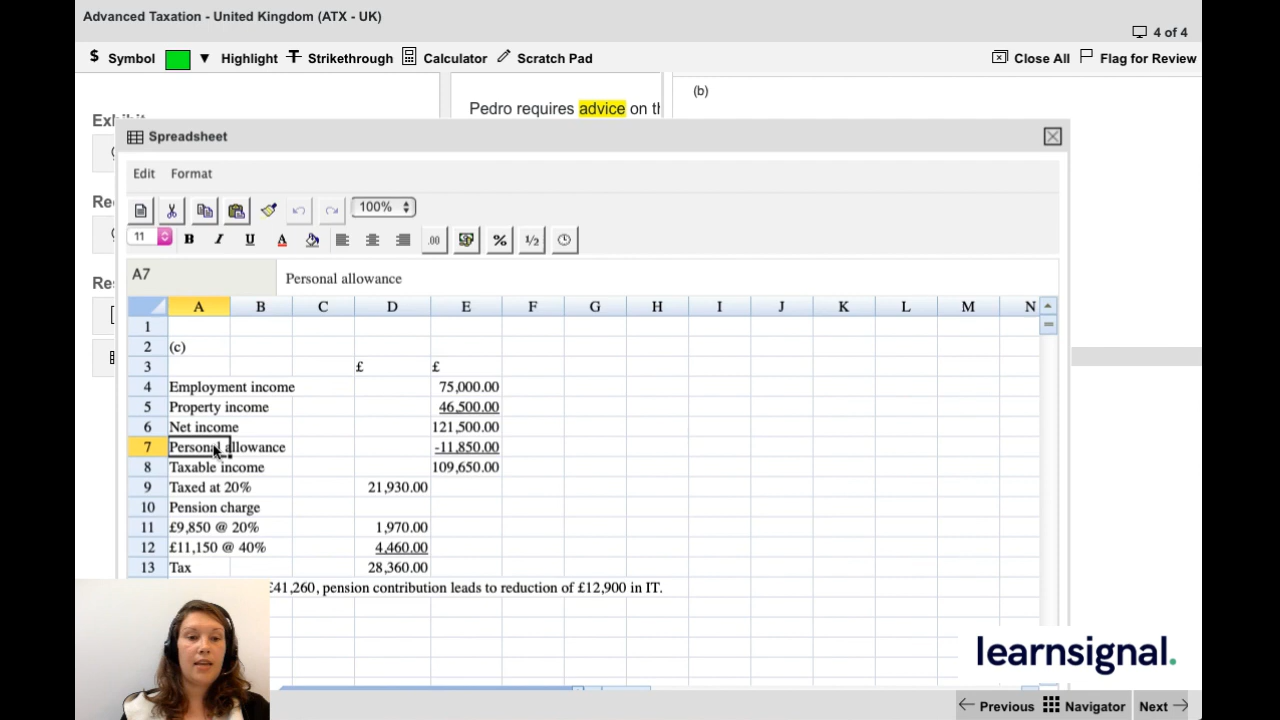 Advanced Taxation - United Kingdom (ATX - UK)
4 of 4
$ Symbol ▼ Highlight Strikethrough Calculator Scratch Pad Close All Flag for Review
(b)
Pedro requires advice on
Spreadsheet
Edit Format
100%
11 B I U A .00 % 1/2
A7 Personal allowance
A B C D E F G H I J K L M N
1
2 (c)
3 £ £
4 Employment income 75,000.00
5 Property income 46,500.00
6 Net income 121,500.00
7 Personal allowance -11,850.00
8 Taxable income 109,650.00
9 Taxed at 20% 21,930.00
10 Pension charge
11 £9,850 @ 20% 1,970.00
12 £11,150 @ 40% 4,460.00
13 Tax 28,360.00
£41,260, pension contribution leads to reduction of £12,900 in IT.
learnsignal.
Previous Navigator Next